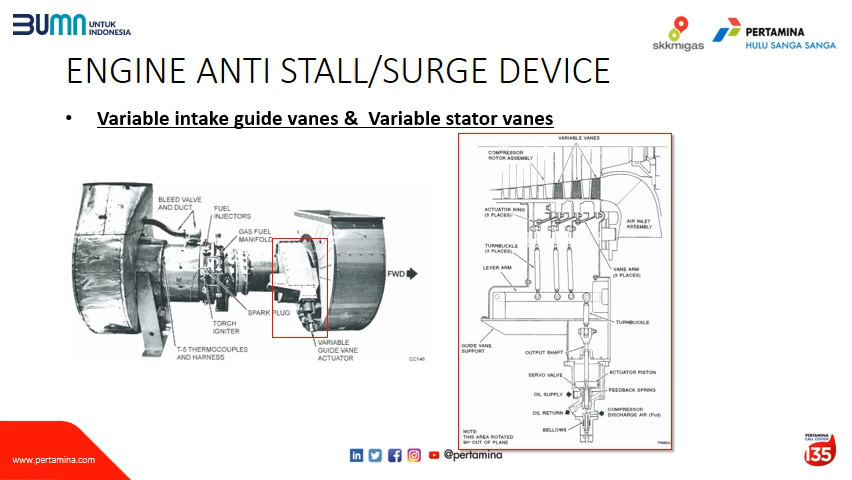 BUMN UNTUK
INDONESIA
skkmigas
PERTAMINA
HULU SANGA SANGA
ENGINE ANTI STALL/SURGE DEVICE
• Variable intake guide vanes & Variable stator vanes
BLEED VALVE
AND DUCT
FUEL
INJECTORS
GAS FUEL
MANIFOLD
FWD
SPARK PLUG
TORCH
IGNITER
VARIABLE
GUIDE VANE
ACTUATOR
T-5 THERMOCOUPLES
AND HARNESS
CC146
VARIABLE VANES
COMPRESSOR
ROTOR ASSEMBLY
ACTUATOR RING
(3 PLACES)
AIR INLET
ASSEMBLY
TURNBUCKLE
(3 PLACES)
LEVER ARM
VANE ARM
(3 PLACES)
TURNBUCKLE
GUIDE VANE
SUPPORT
OUTPUT SHAFT
SERVO VALVE
ACTUATOR PISTON
FEEDBACK SPRING
OIL SUPPLY
OIL RETURN
COMPRESSOR
DISCHARGE AIR (Pcd)
BELLOWS
NOTE:
THIS AREA ROTATED
90° OUT OF PLANE
www.pertamina.com
@pertamina
PERTAMINA
CALL CENTER
135